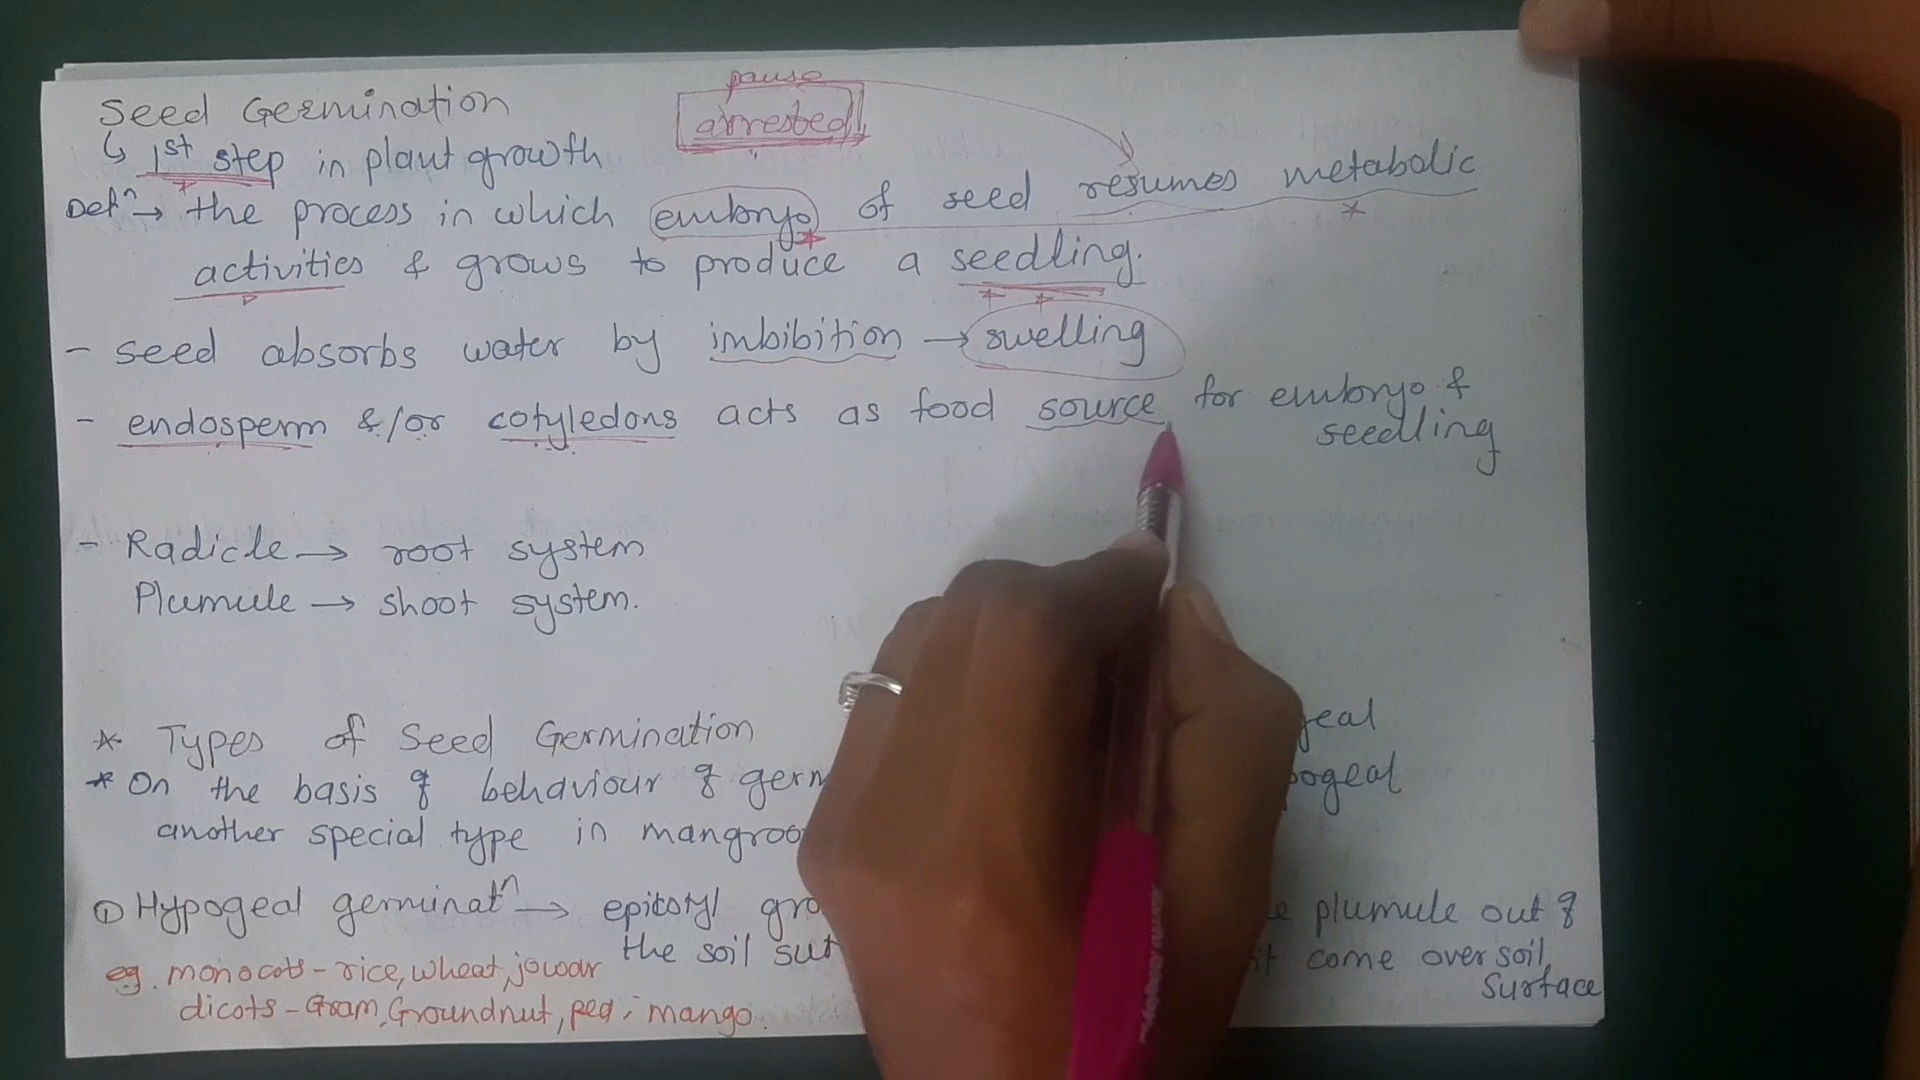 Seed Germination
pause
arrested!
↳ 1st step in plant growth
Defⁿ → the process in which embryo of seed resumes metabolic
activities & grows to produce a seedling.
- seed absorbs water by imbibition → swelling
- endosperm &/or cotyledons acts as food source for embryo &
seedling
- Radicle → root system
Plumule → shoot system.
* Types of Seed Germination geal
* On the basis of behaviour of germ pogeal
another special type in mangroo
① Hypogeal germinatⁿ → epicotyl gro plumule out of
the soil sur it come over soil
surface
eg. monocots - rice, wheat, jowar
dicots - Gram, Groundnut, pea, mango.